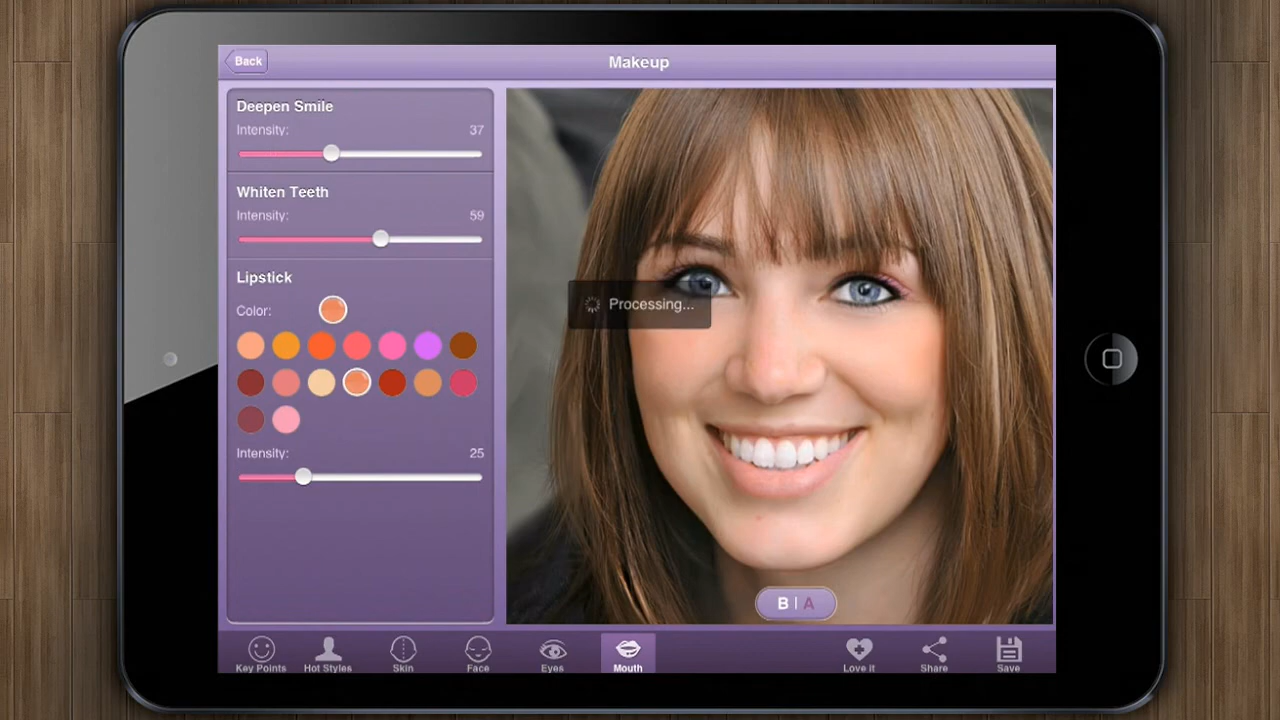 Back
Makeup
Deepen Smile
Intensity: 37
Whiten Teeth
Intensity: 59
Lipstick
Color:
Intensity: 25
Processing...
B | A
Key Points
Hot Styles
Skin
Face
Eyes
Mouth
Love it
Share
Save